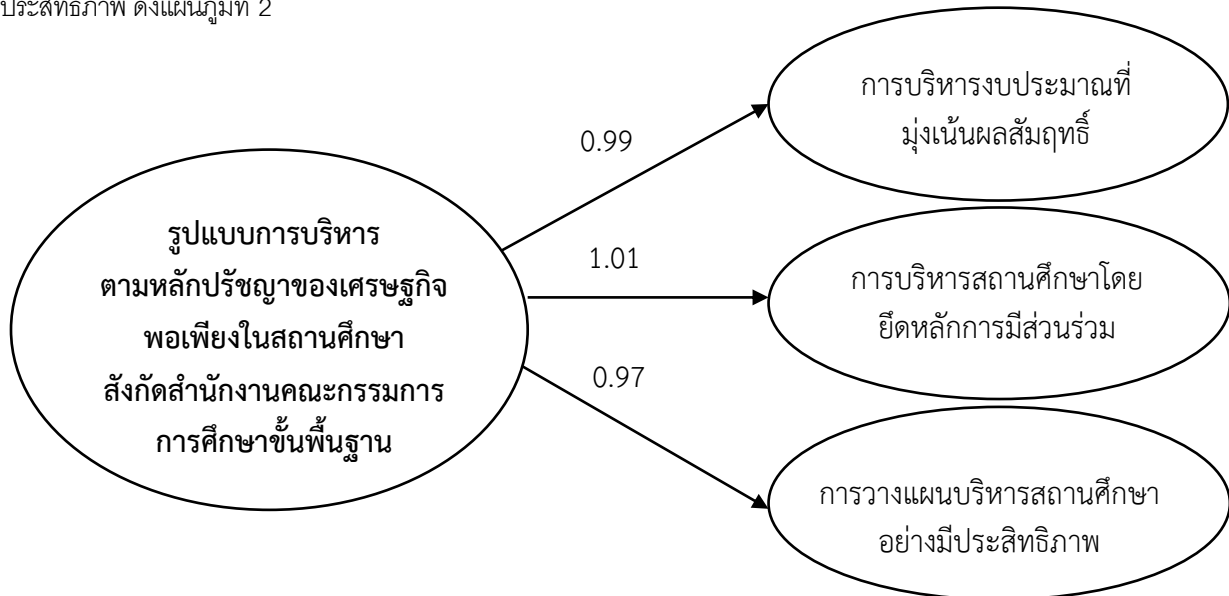 ประสิทธิภาพ ดังแผนภูมิที่ 2
การบริหารงบประมาณที่
มุ่งเน้นผลสัมฤทธิ์
0.99
รูปแบบการบริหาร
ตามหลักปรัชญาของเศรษฐกิจ
พอเพียงในสถานศึกษา
สังกัดสำนักงานคณะกรรมการ
การศึกษาขั้นพื้นฐาน
1.01
การบริหารสถานศึกษาโดย
ยึดหลักการมีส่วนร่วม
0.97
การวางแผนบริหารสถานศึกษา
อย่างมีประสิทธิภาพ